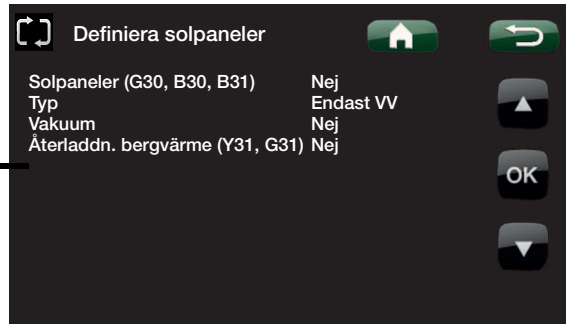 Definiera solpaneler
Solpaneler (G30, B30, B31) Nej
Typ Endast VV
Vakuum Nej
Återladdn. bergvärme (Y31, G31) Nej
OK